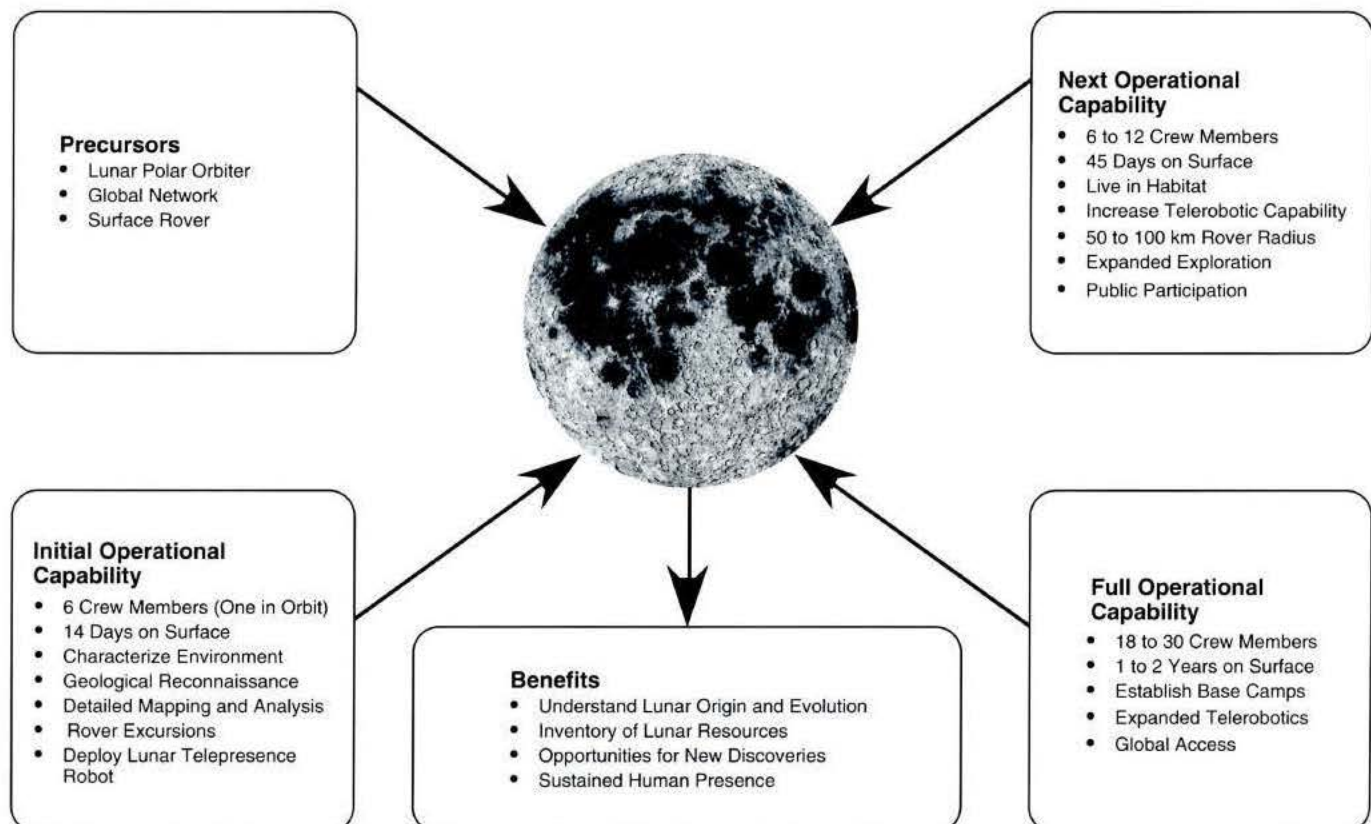 Precursors
• Lunar Polar Orbiter
• Global Network
• Surface Rover
Next Operational
Capability
• 6 to 12 Crew Members
• 45 Days on Surface
• Live in Habitat
• Increase Telerobotic Capability
• 50 to 100 km Rover Radius
• Expanded Exploration
• Public Participation
Initial Operational
Capability
• 6 Crew Members (One in Orbit)
• 14 Days on Surface
• Characterize Environment
• Geological Reconnaissance
• Detailed Mapping and Analysis
• Rover Excursions
• Deploy Lunar Telepresence
Robot
Benefits
• Understand Lunar Origin and Evolution
• Inventory of Lunar Resources
• Opportunities for New Discoveries
• Sustained Human Presence
Full Operational
Capability
• 18 to 30 Crew Members
• 1 to 2 Years on Surface
• Establish Base Camps
• Expanded Telerobotics
• Global Access